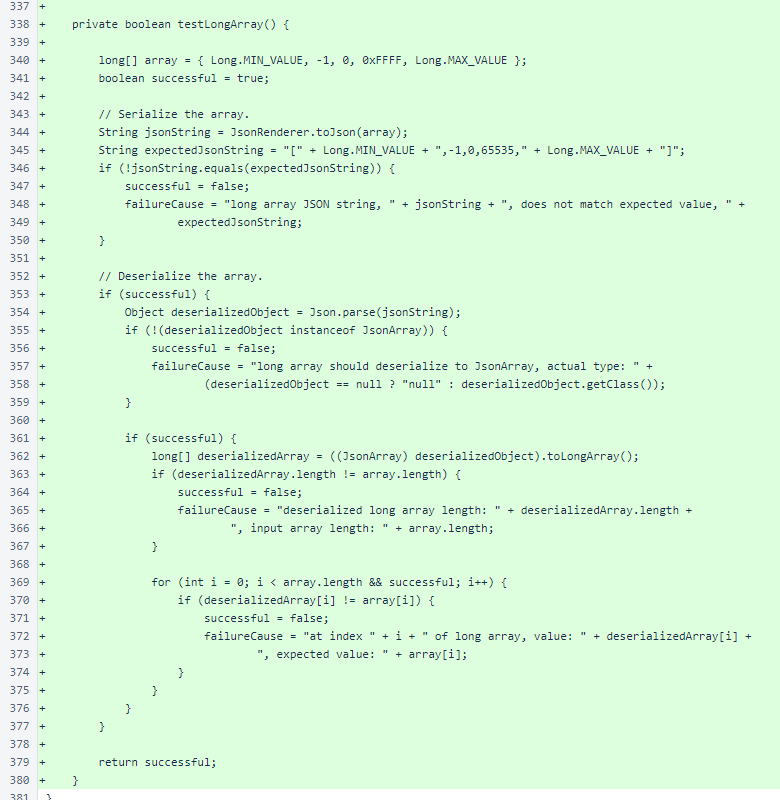 337 +
338 +     private boolean testLongArray() {
339 +
340 +         long[] array = { Long.MIN_VALUE, -1, 0, 0xFFFF, Long.MAX_VALUE };
341 +         boolean successful = true;
342 +
343 +         // Serialize the array.
344 +         String jsonString = JsonRenderer.toJson(array);
345 +         String expectedJsonString = "[" + Long.MIN_VALUE + ",-1,0,65535," + Long.MAX_VALUE + "]";
346 +         if (!jsonString.equals(expectedJsonString)) {
347 +             successful = false;
348 +             failureCause = "long array JSON string, " + jsonString + ", does not match expected value, " +
349 +                     expectedJsonString;
350 +         }
351 +
352 +         // Deserialize the array.
353 +         if (successful) {
354 +             Object deserializedObject = Json.parse(jsonString);
355 +             if (!(deserializedObject instanceof JsonArray)) {
356 +                 successful = false;
357 +                 failureCause = "long array should deserialize to JsonArray, actual type: " +
358 +                         (deserializedObject == null ? "null" : deserializedObject.getClass());
359 +             }
360 +
361 +             if (successful) {
362 +                 long[] deserializedArray = ((JsonArray) deserializedObject).toLongArray();
363 +                 if (deserializedArray.length != array.length) {
364 +                     successful = false;
365 +                     failureCause = "deserialized long array length: " + deserializedArray.length +
366 +                             ", input array length: " + array.length;
367 +                 }
368 +
369 +                 for (int i = 0; i < array.length && successful; i++) {
370 +                     if (deserializedArray[i] != array[i]) {
371 +                         successful = false;
372 +                         failureCause = "at index " + i + " of long array, value: " + deserializedArray[i] +
373 +                                 ", expected value: " + array[i];
374 +                     }
375 +                 }
376 +             }
377 +         }
378 +
379 +         return successful;
380 +     }
381   }